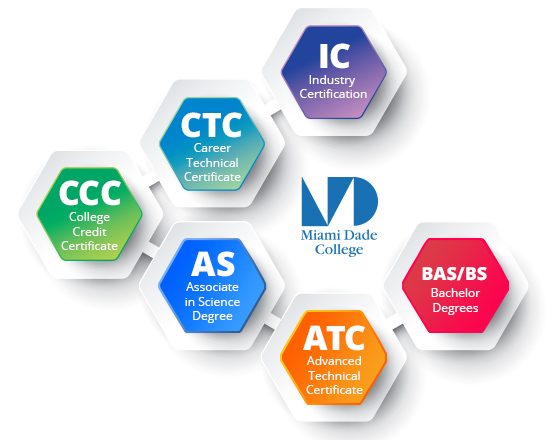 IC
Industry
Certification
CTC
Career
Technical
Certificate
CCC
College
Credit
Certificate
Miami Dade
College
AS
Associate
in Science
Degree
BAS/BS
Bachelor
Degrees
ATC
Advanced
Technical
Certificate